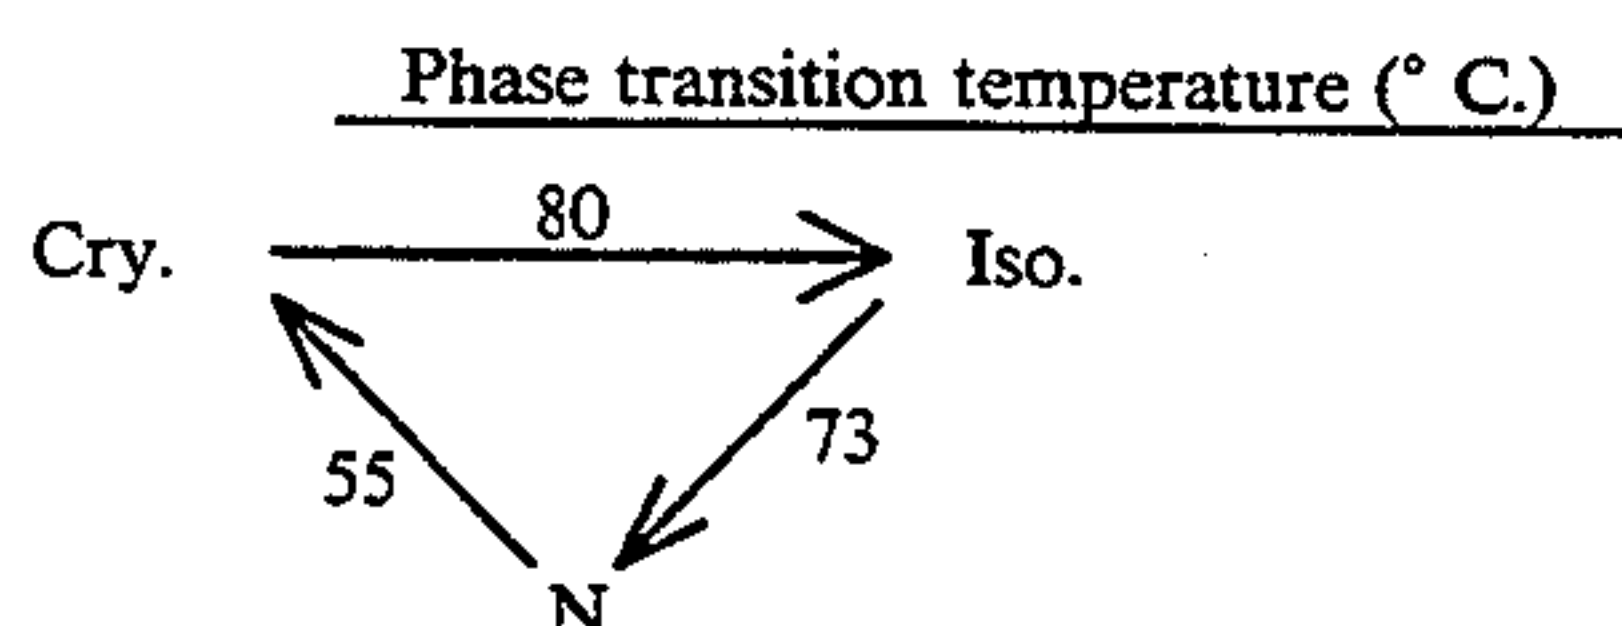 Phase transition temperature (° C.)
80
Cry. Iso.
73
55
N